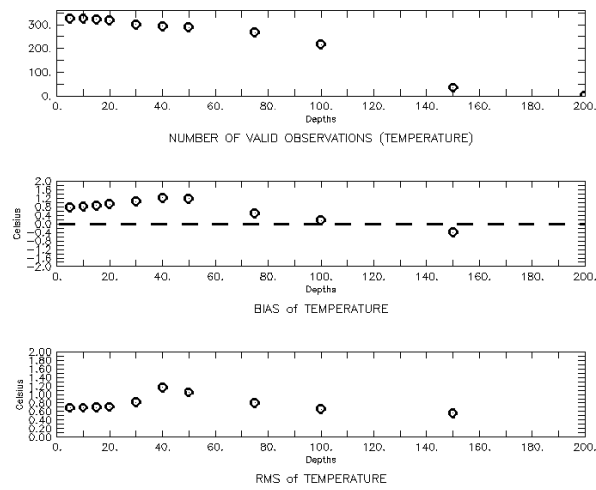 300.
200.
100.
0.
0. 20. 40. 60. 80. 100. 120. 140. 160. 180. 200.
Depths
NUMBER OF VALID OBSERVATIONS (TEMPERATURE)
Celsius
2.0
1.6
1.2
0.8
0.4
0.0
-0.4
-0.8
-1.2
-1.6
-2.0
0. 20. 40. 60. 80. 100. 120. 140. 160. 180. 200.
Depths
BIAS of TEMPERATURE
Celsius
2.00
1.80
1.60
1.40
1.20
1.00
0.80
0.60
0.40
0.20
0.00
0. 20. 40. 60. 80. 100. 120. 140. 160. 180. 200.
Depths
RMS of TEMPERATURE